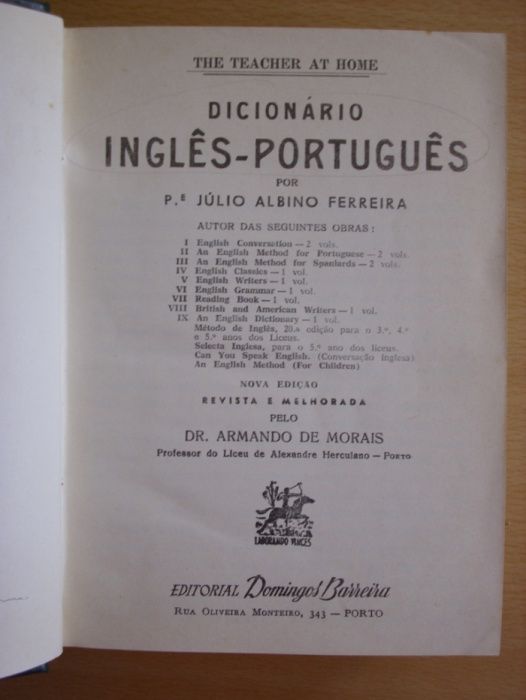 THE TEACHER AT HOME
DICIONÁRIO
INGLÊS-PORTUGUÊS
POR
P.E JÚLIO ALBINO FERREIRA
AUTOR DAS SEGUINTES OBRAS:
I English Conversation — 2 vols.
II An English Method for Portuguese — 2 vols.
III An English Method for Spaniards — 2 vols.
IV English Classics — 1 vol.
V English Writers — 1 vol.
VI English Grammar — 1 vol.
VII Reading Book — 1 vol.
VIII British and American Writers — 1 vol.
IX An English Dictionary — 1 vol.
Método de Inglês, 20.a edição para o 3.º, 4.º
e 5.º anos dos Liceus.
Selecta Inglesa, para o 5.º ano dos liceus.
Can You Speak English. (Conversação inglesa)
An English Method (For Children)
NOVA EDIÇÃO
REVISTA E MELHORADA
PELO
DR. ARMANDO DE MORAIS
Professor do Liceu de Alexandre Herculano — PORTO
LABORANDO VINCES
EDITORIAL Domingos Barreira
RUA OLIVEIRA MONTEIRO, 343 — PORTO